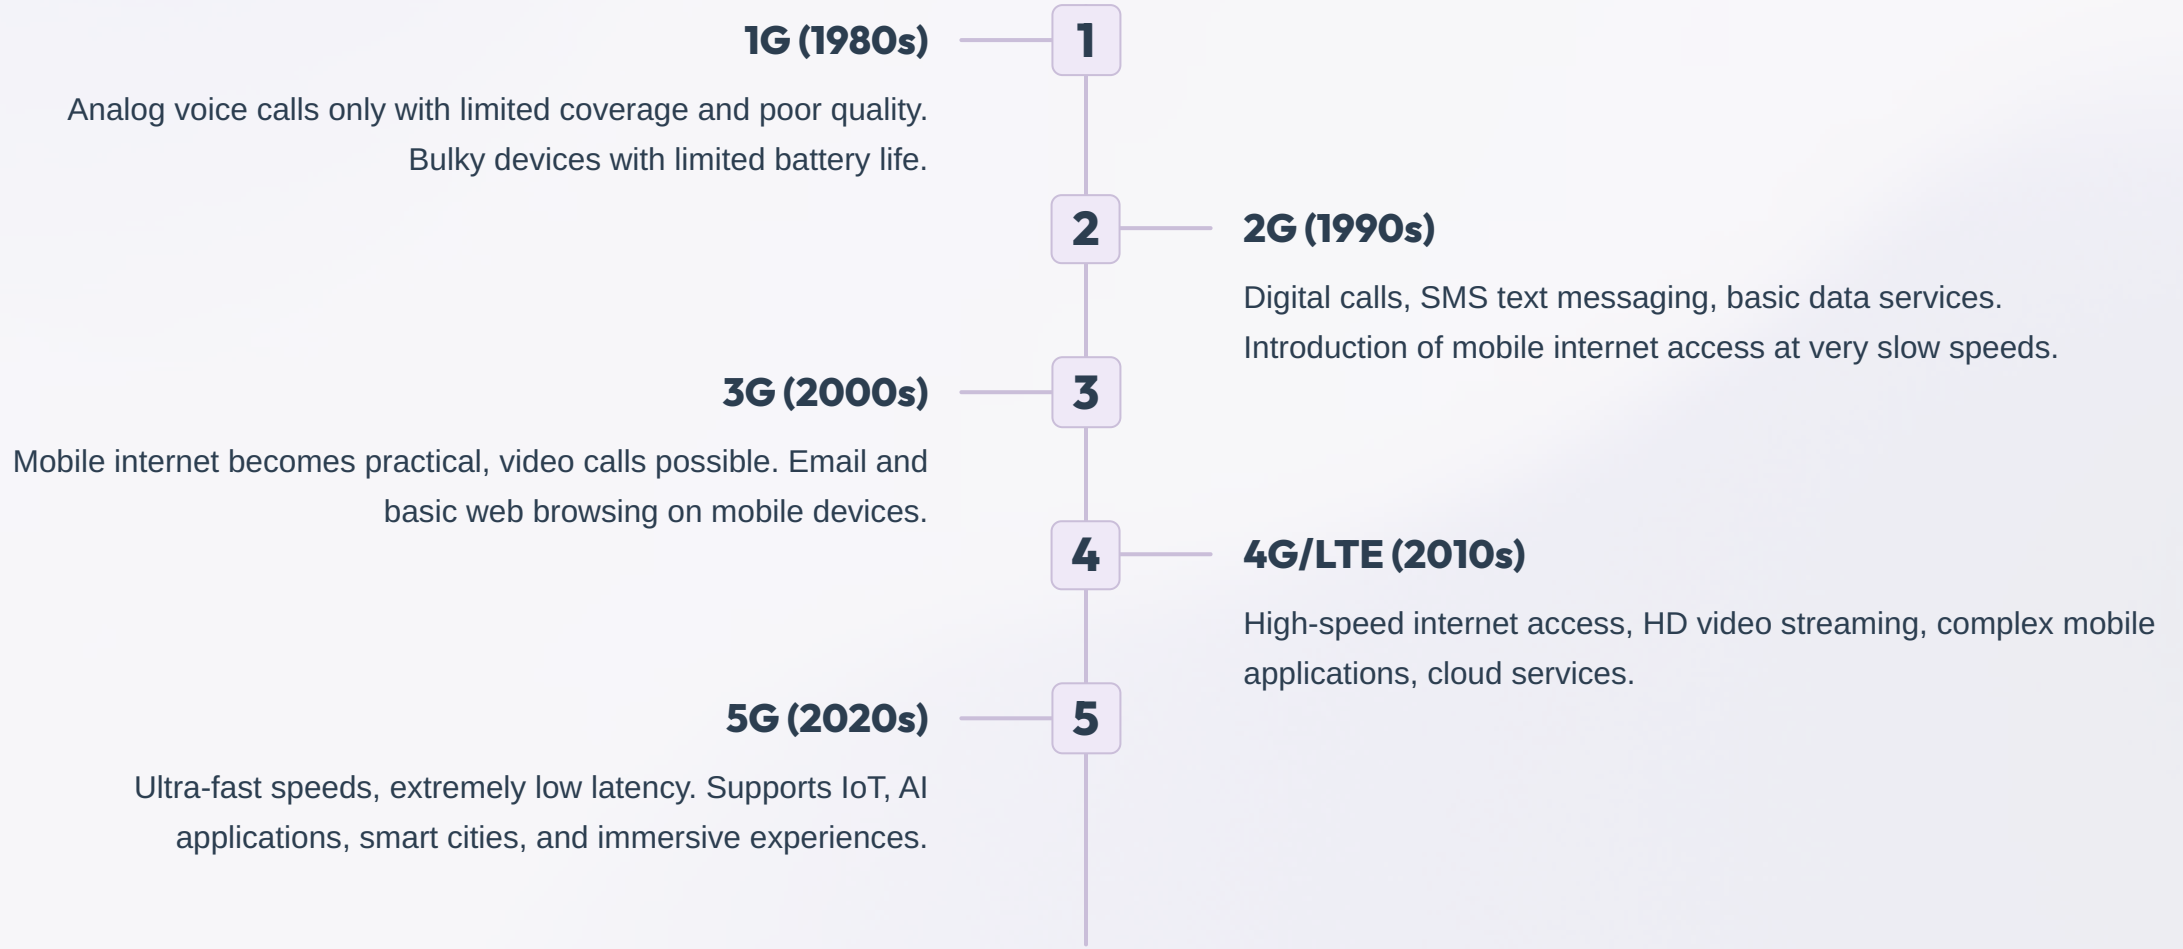 1G (1980s)
1
Analog voice calls only with limited coverage and poor quality.
Bulky devices with limited battery life.
2
2G (1990s)
Digital calls, SMS text messaging, basic data services.
Introduction of mobile internet access at very slow speeds.
3G (2000s)
3
Mobile internet becomes practical, video calls possible. Email and
basic web browsing on mobile devices.
4
4G/LTE (2010s)
High-speed internet access, HD video streaming, complex mobile
applications, cloud services.
5G (2020s)
5
Ultra-fast speeds, extremely low latency. Supports IoT, AI
applications, smart cities, and immersive experiences.